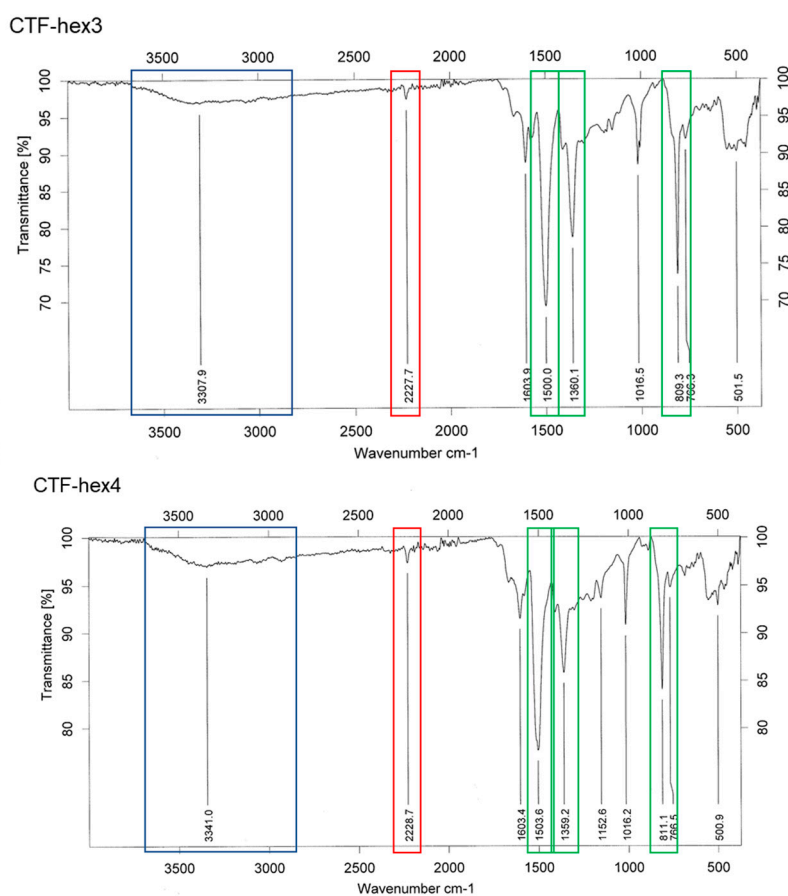 CTF-hex3
3500 3000 2500 2000 1500 1000 500
100 95 90 85 80 75 70
Transmittance [%]
100 95 90 85 80 75 70
3307.9 2227.7 1603.9 1500.0 1360.1 1016.5 809.3 766.3 501.5
3500 3000 2500 2000 1500 1000 500
Wavenumber cm-1
CTF-hex4
3500 3000 2500 2000 1500 1000 500
100 95 90 85 80
Transmittance [%]
100 95 90 85 80
3341.0 2228.7 1603.4 1503.6 1359.2 1152.6 1016.2 811.1 766.5 500.9
3500 3000 2500 2000 1500 1000 500
Wavenumber cm-1